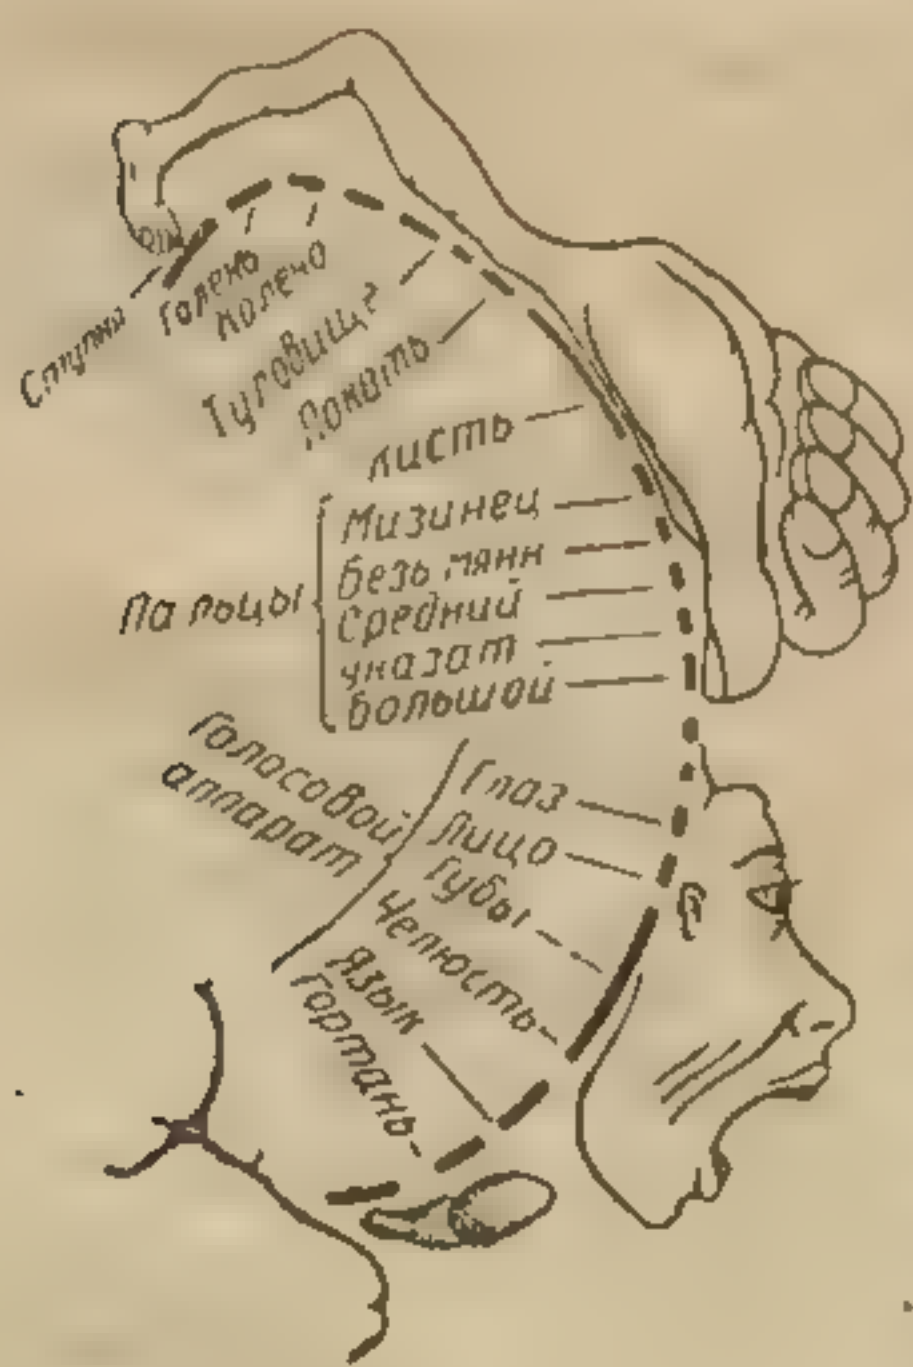 Ступня
Голень
колено
Туловище
Локоть
кисть
Пальцы
Мизинец
безымянн
средний
указат
большой
Голосовой
аппарат
Глаз
Лицо
Губы
Челюсть
Язык
Гортань